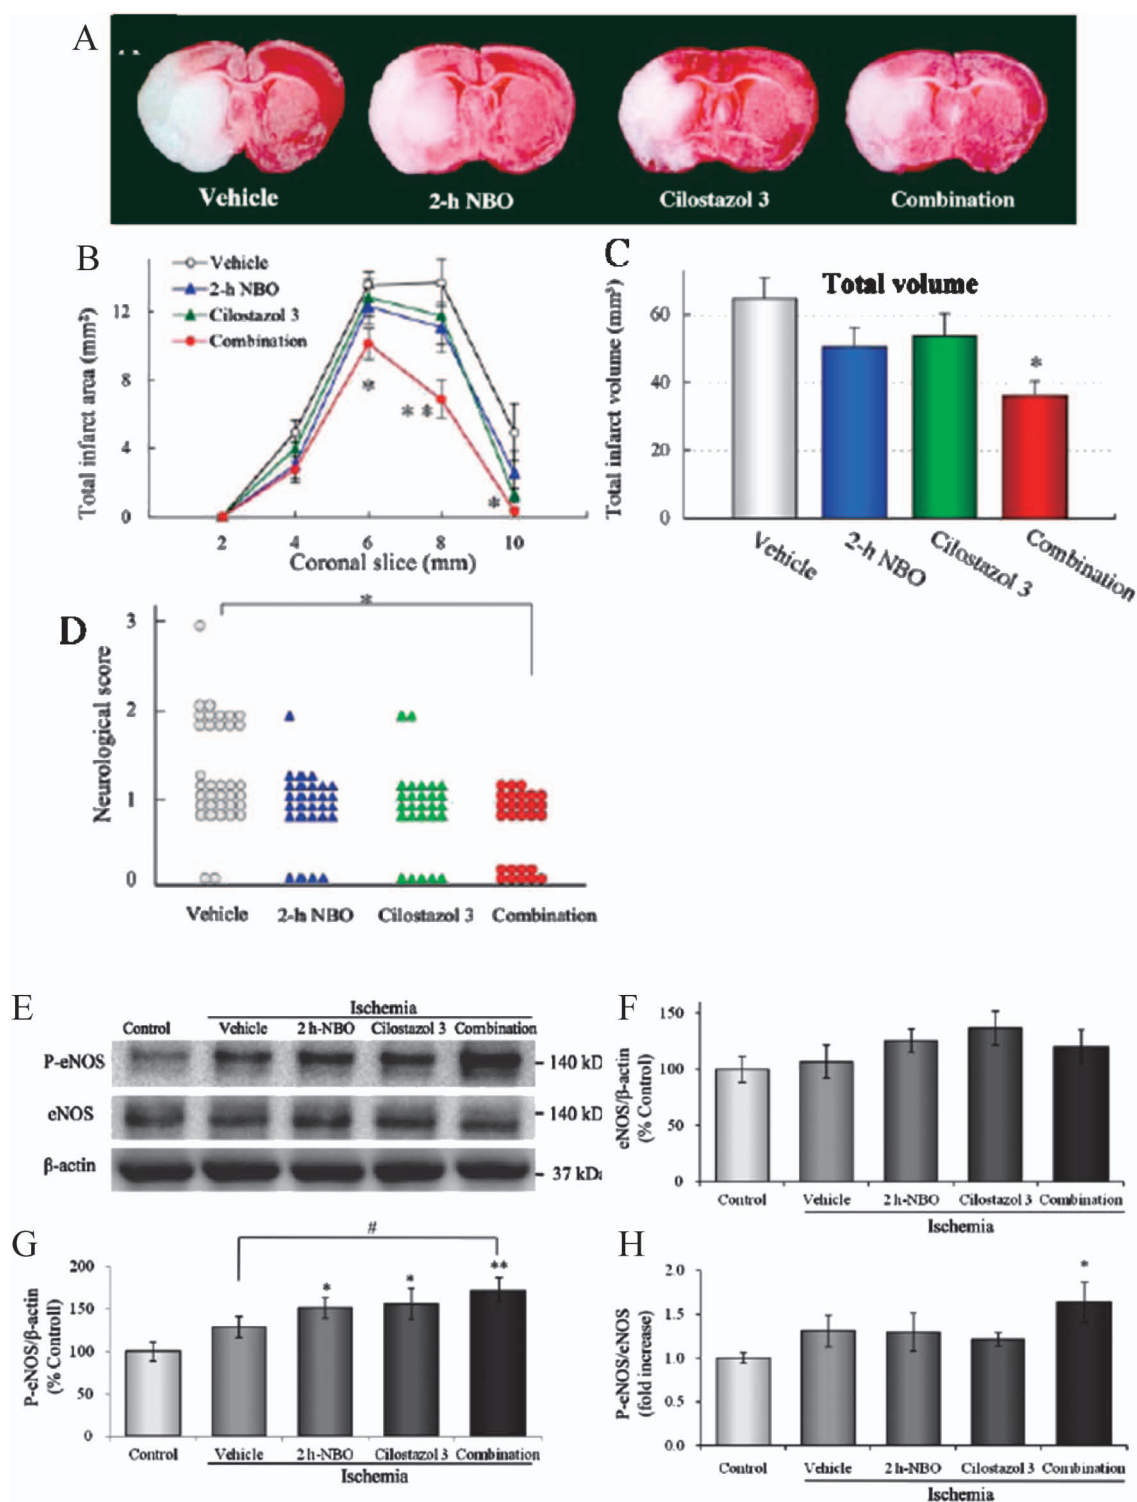 A
Vehicle
2-h NBO
Cilostazol 3
Combination
B
Vehicle
2-h NBO
Cilostazol 3
Combination
Total infarct area (mm²)
12
8
4
0
*
**
*
2 4 6 8 10
Coronal slice (mm)
C
Total volume
Total infarct volume (mm³)
60
40
20
0
*
Vehicle
2-h NBO
Cilostazol 3
Combination
D
*
Neurological score
3
2
1
0
Vehicle 2-h NBO Cilostazol 3 Combination
E
Ischemia
Control Vehicle 2 h-NBO Cilostazol 3 Combination
P-eNOS
140 kD
eNOS
140 kD
β-actin
37 kDa
F
eNOS/β-actin
(% Control)
150
100
50
0
Control Vehicle 2 h-NBO Cilostazol 3 Combination
Ischemia
G
#
P-eNOS/β-actin
(% Controll)
200
150
100
50
0
* * **
Control Vehicle 2 h-NBO Cilostazol 3 Combination
Ischemia
H
P-eNOS/eNOS
(fold increase)
2.0
1.5
1.0
0.5
0.0
*
Control Vehicle 2 h-NBO Cilostazol 3 Combination
Ischemia